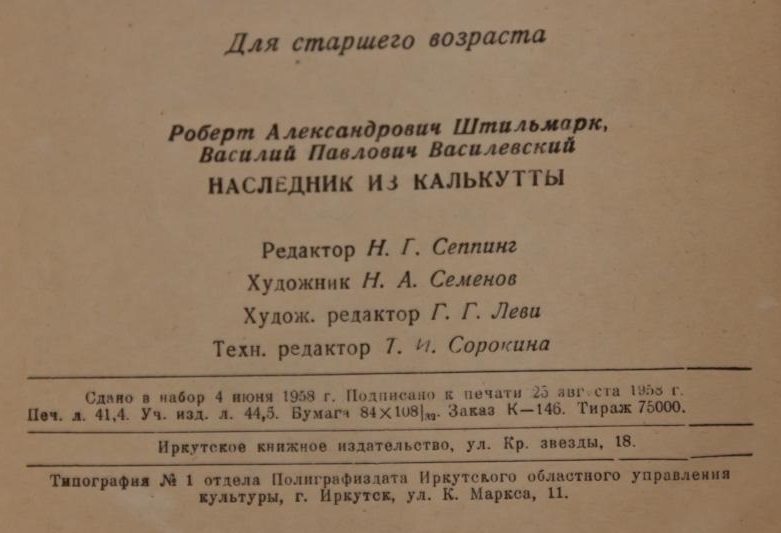 Для старшего возраста
Роберт Александрович Штильмарк,
Василий Павлович Василевский
НАСЛЕДНИК ИЗ КАЛЬКУТТЫ
Редактор Н. Г. Сеппинг
Художник Н. А. Семенов
Худож. редактор Г. Г. Леви
Техн. редактор Т. И. Сорокина
Сдано в набор 4 июня 1958 г. Подписано к печати 25 августа 1958 г.
Печ. л. 41,4. Уч. изд. л. 44,5. Бумага 84×108|₃₂. Заказ К—146. Тираж 75000.
Иркутское книжное издательство, ул. Кр. звезды, 18.
Типография № 1 отдела Полиграфиздата Иркутского областного управления
культуры, г. Иркутск, ул. К. Маркса, 11.